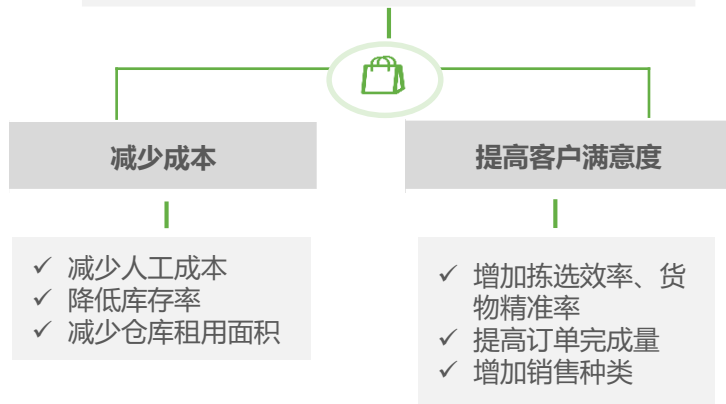 减少成本
提高客户满意度
减少人工成本
降低库存率
减少仓库租用面积
增加拣选效率、货
物精准率
提高订单完成量
增加销售种类